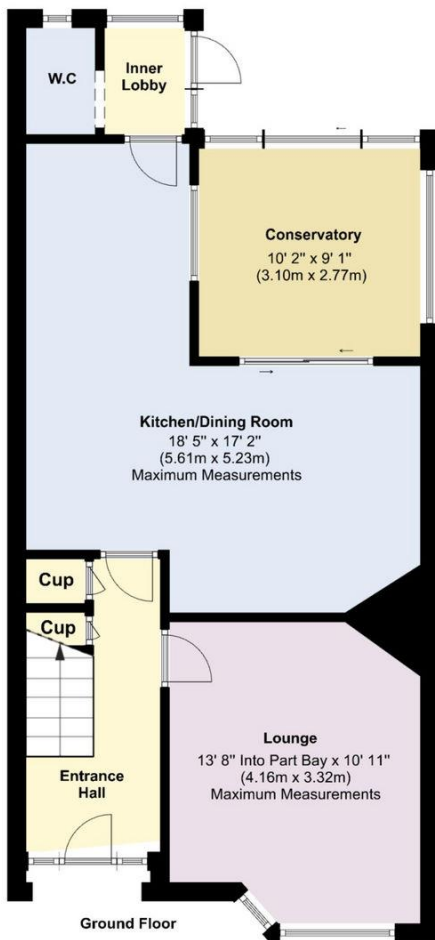 W.C
Inner
Lobby
Conservatory
10' 2" x 9' 1"
(3.10m x 2.77m)
Kitchen/Dining Room
18' 5" x 17' 2"
(5.61m x 5.23m)
Maximum Measurements
Cup
Cup
Lounge
13' 8" Into Part Bay x 10' 11"
(4.16m x 3.32m)
Maximum Measurements
Entrance
Hall
Ground Floor